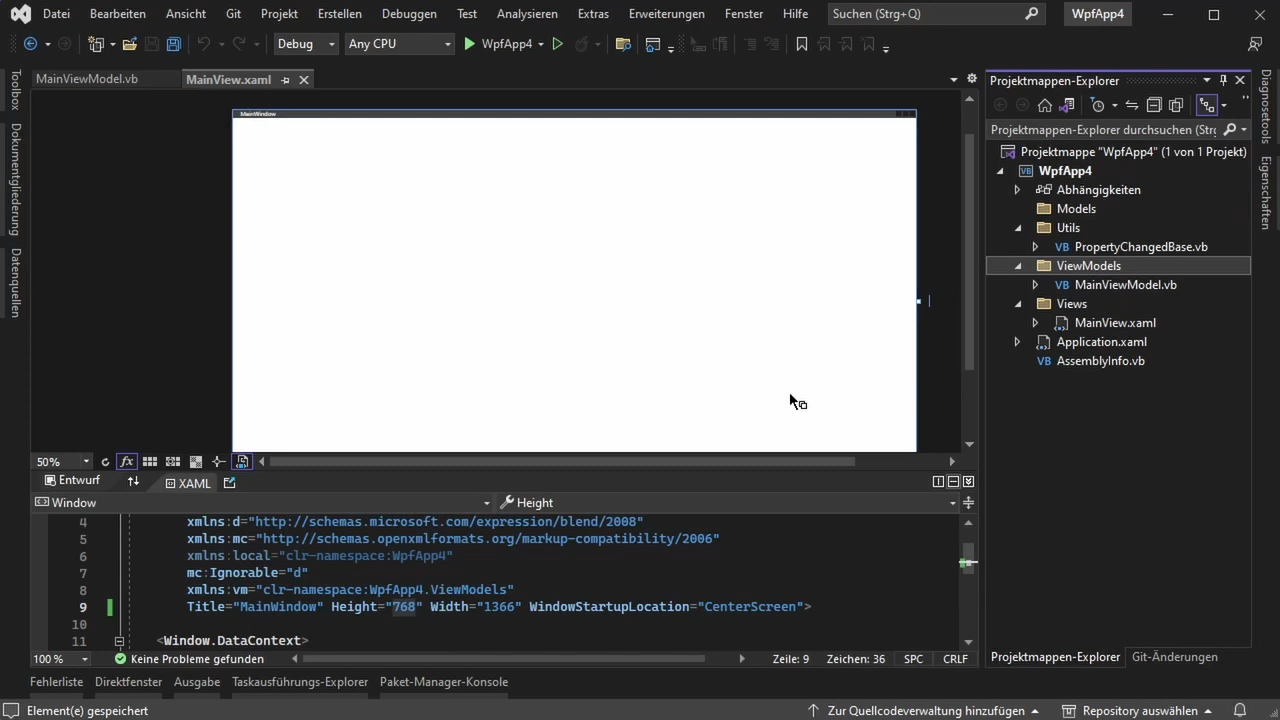 Datei Bearbeiten Ansicht Git Projekt Erstellen Debuggen Test Analysieren Extras Erweiterungen Fenster Hilfe Suchen (Strg+Q) WpfApp4
Debug Any CPU WpfApp4
MainViewModel.vb MainView.xaml
Toolbox
Dokumentgliederung
Datenquellen
MainWindow
50%
Entwurf XAML
Window Height
4 xmlns:d="http://schemas.microsoft.com/expression/blend/2008"
5 xmlns:mc="http://schemas.openxmlformats.org/markup-compatibility/2006"
6 xmlns:local="clr-namespace:WpfApp4"
7 mc:Ignorable="d"
8 xmlns:vm="clr-namespace:WpfApp4.ViewModels"
9 Title="MainWindow" Height="768" Width="1366" WindowStartupLocation="CenterScreen">
10
11 <Window.DataContext>
100 % Keine Probleme gefunden Zeile: 9 Zeichen: 36 SPC CRLF
Projektmappen-Explorer
Projektmappen-Explorer durchsuchen (Strg
Projektmappe "WpfApp4" (1 von 1 Projekt)
WpfApp4
Abhängigkeiten
Models
Utils
VB PropertyChangedBase.vb
ViewModels
VB MainViewModel.vb
Views
MainView.xaml
Application.xaml
VB AssemblyInfo.vb
Projektmappen-Explorer Git-Änderungen
Diagnosetools
Eigenschaften
Fehlerliste Direktfenster Ausgabe Taskausführungs-Explorer Paket-Manager-Konsole
Element(e) gespeichert Zur Quellcodeverwaltung hinzufügen Repository auswählen